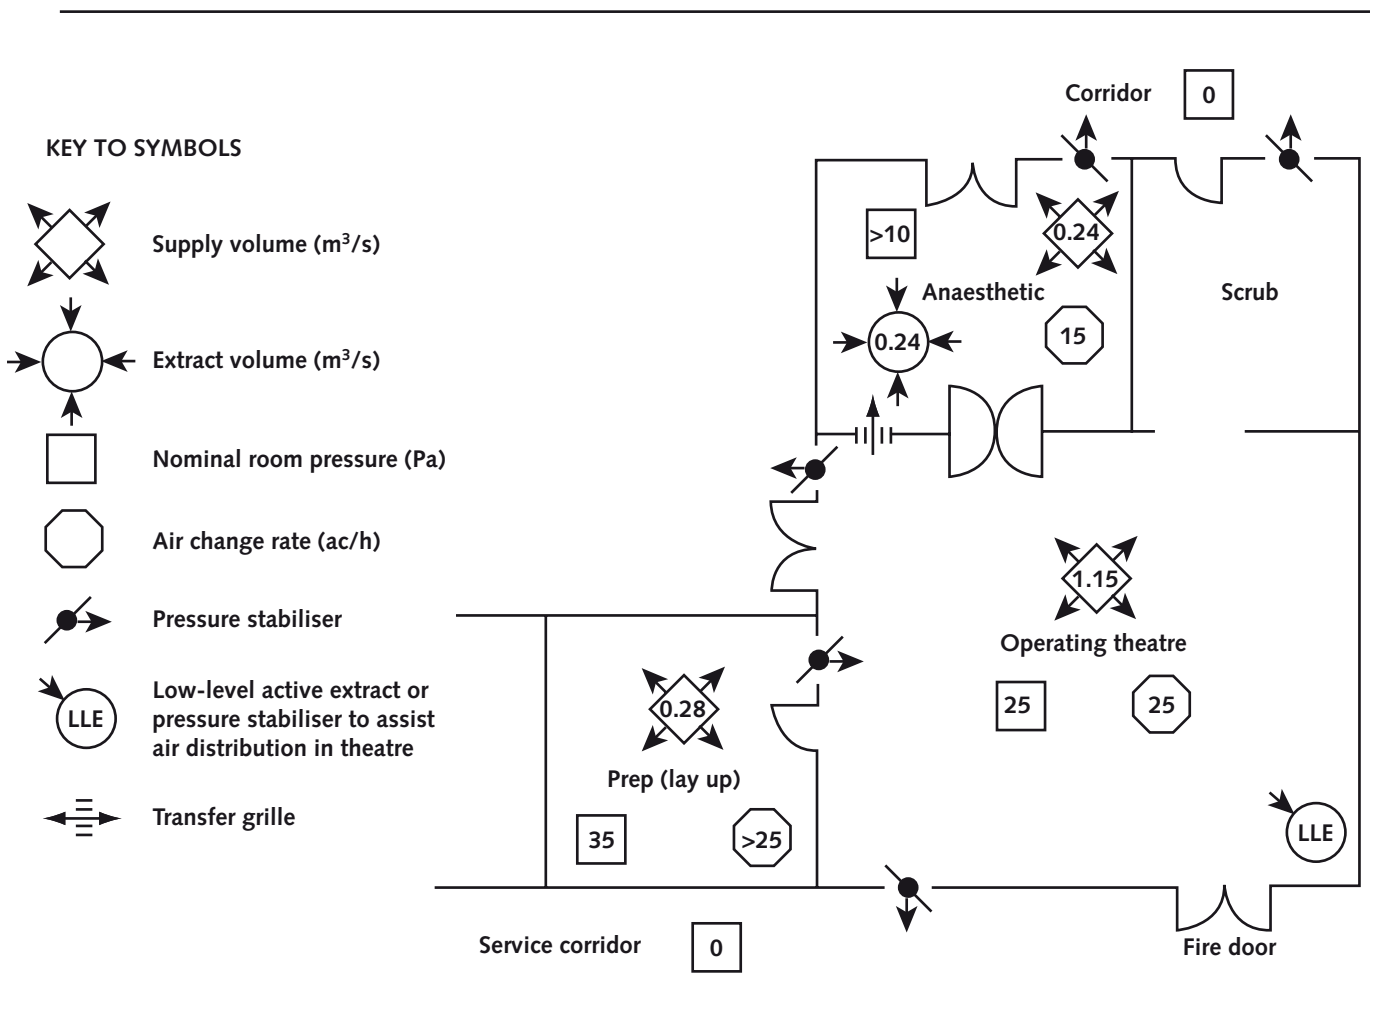 KEY TO SYMBOLS
Supply volume (m³/s)
Extract volume (m³/s)
Nominal room pressure (Pa)
Air change rate (ac/h)
Pressure stabiliser
LLE
Low-level active extract or
pressure stabiliser to assist
air distribution in theatre
Transfer grille
Corridor
0
>10
0.24
Anaesthetic
0.24
15
Scrub
1.15
Operating theatre
25
25
0.28
Prep (lay up)
35
>25
LLE
Service corridor
0
Fire door